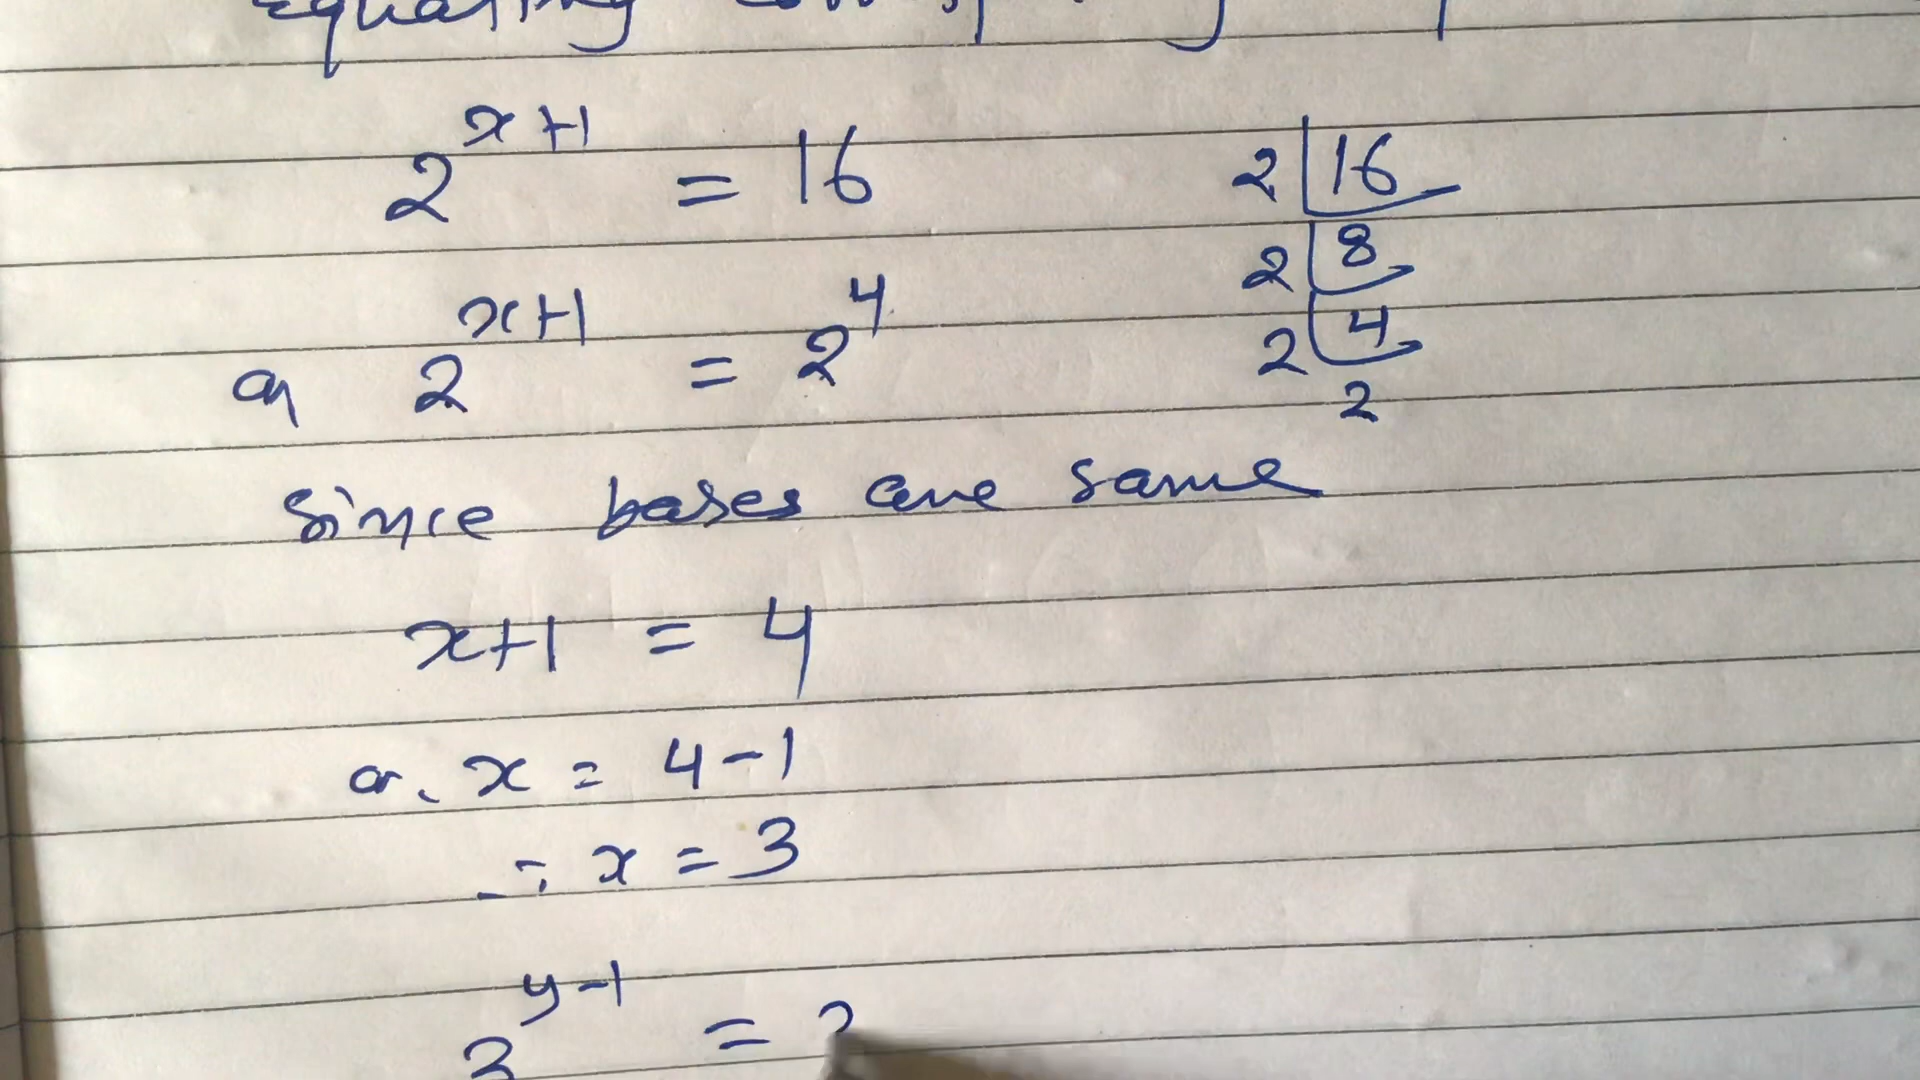 Equating
2^{x+1} = 16
or 2^{x+1} = 2^4
2 | 16
2 | 8
2 | 4
2
Since bases are same
x+1 = 4
or, x = 4-1
∴ x = 3
3^{y-1} =